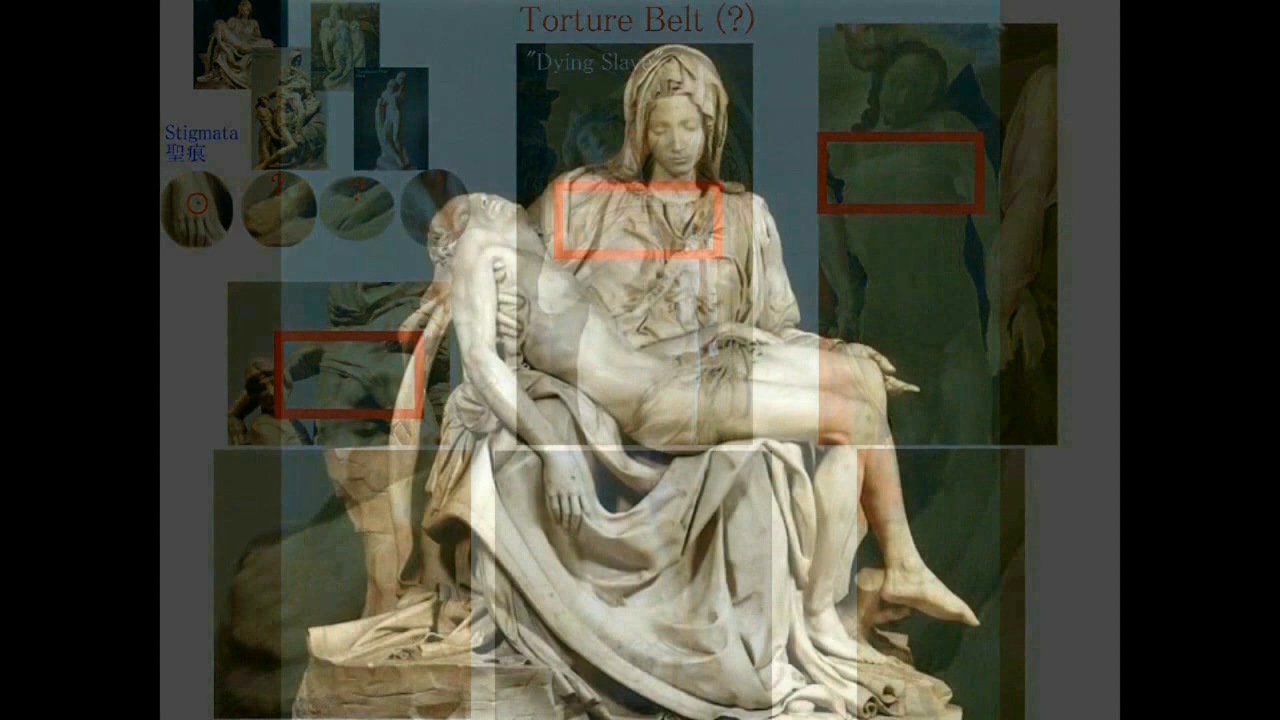 Torture Belt (?)
"Dying Slave"
Stigmata
聖痕